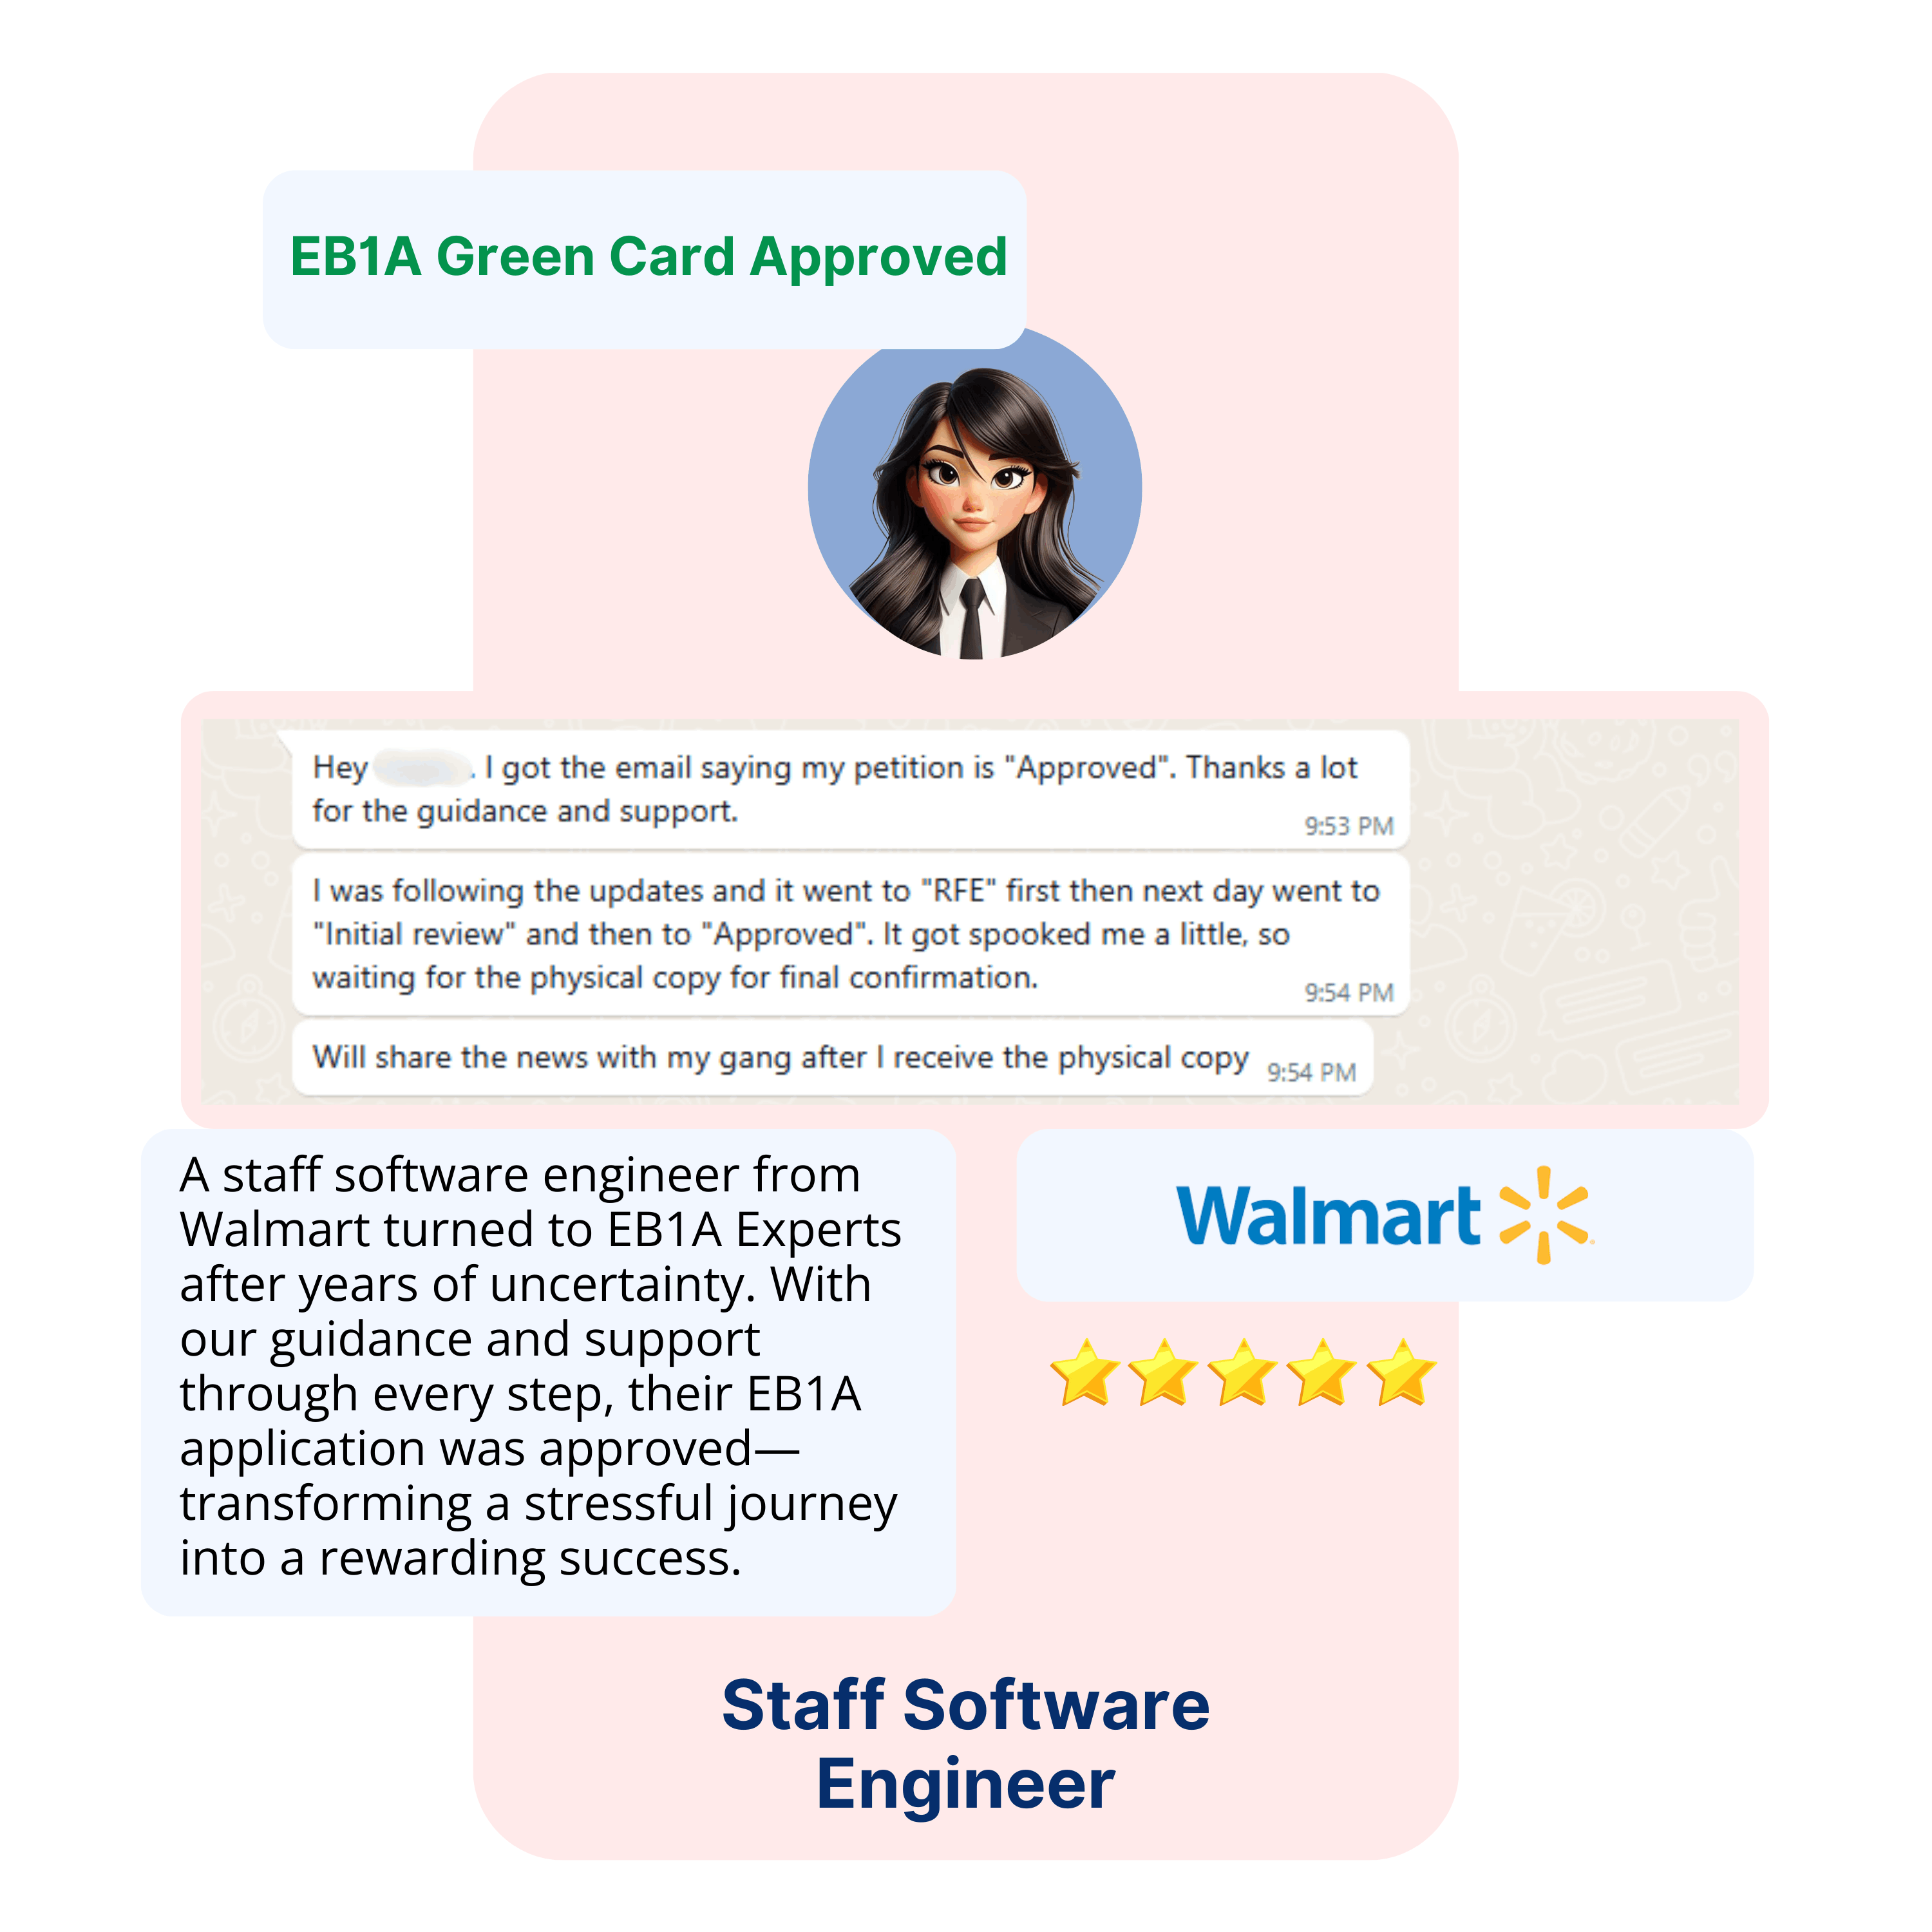 EB1A Green Card Approved
Hey . I got the email saying my petition is "Approved". Thanks a lot
for the guidance and support.
9:53 PM
I was following the updates and it went to "RFE" first then next day went to
"Initial review" and then to "Approved". It got spooked me a little, so
waiting for the physical copy for final confirmation.
9:54 PM
Will share the news with my gang after I receive the physical copy 9:54 PM
A staff software engineer from
Walmart turned to EB1A Experts
after years of uncertainty. With
our guidance and support
through every step, their EB1A
application was approved—
transforming a stressful journey
into a rewarding success.
Walmart
Staff Software
Engineer